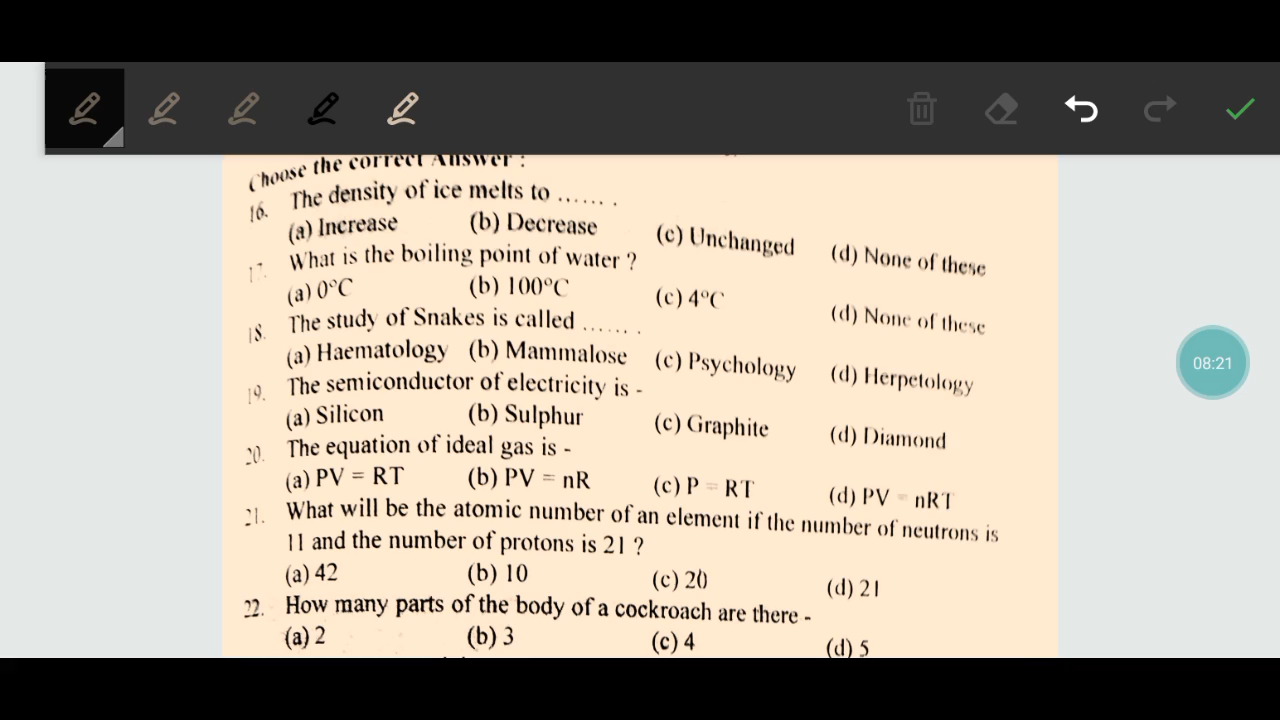 Choose the correct Answer :
16. The density of ice melts to ...... .
(a) Increase (b) Decrease (c) Unchanged (d) None of these
17. What is the boiling point of water ?
(a) 0°C (b) 100°C (c) 4°C (d) None of these
18. The study of Snakes is called ...... .
(a) Haematology (b) Mammalose (c) Psychology (d) Herpetology
19. The semiconductor of electricity is -
(a) Silicon (b) Sulphur (c) Graphite (d) Diamond
20. The equation of ideal gas is -
(a) PV = RT (b) PV = nR (c) P = RT (d) PV = nRT
21. What will be the atomic number of an element if the number of neutrons is
11 and the number of protons is 21 ?
(a) 42 (b) 10 (c) 20 (d) 21
22. How many parts of the body of a cockroach are there -
(a) 2 (b) 3 (c) 4 (d) 5
08:21